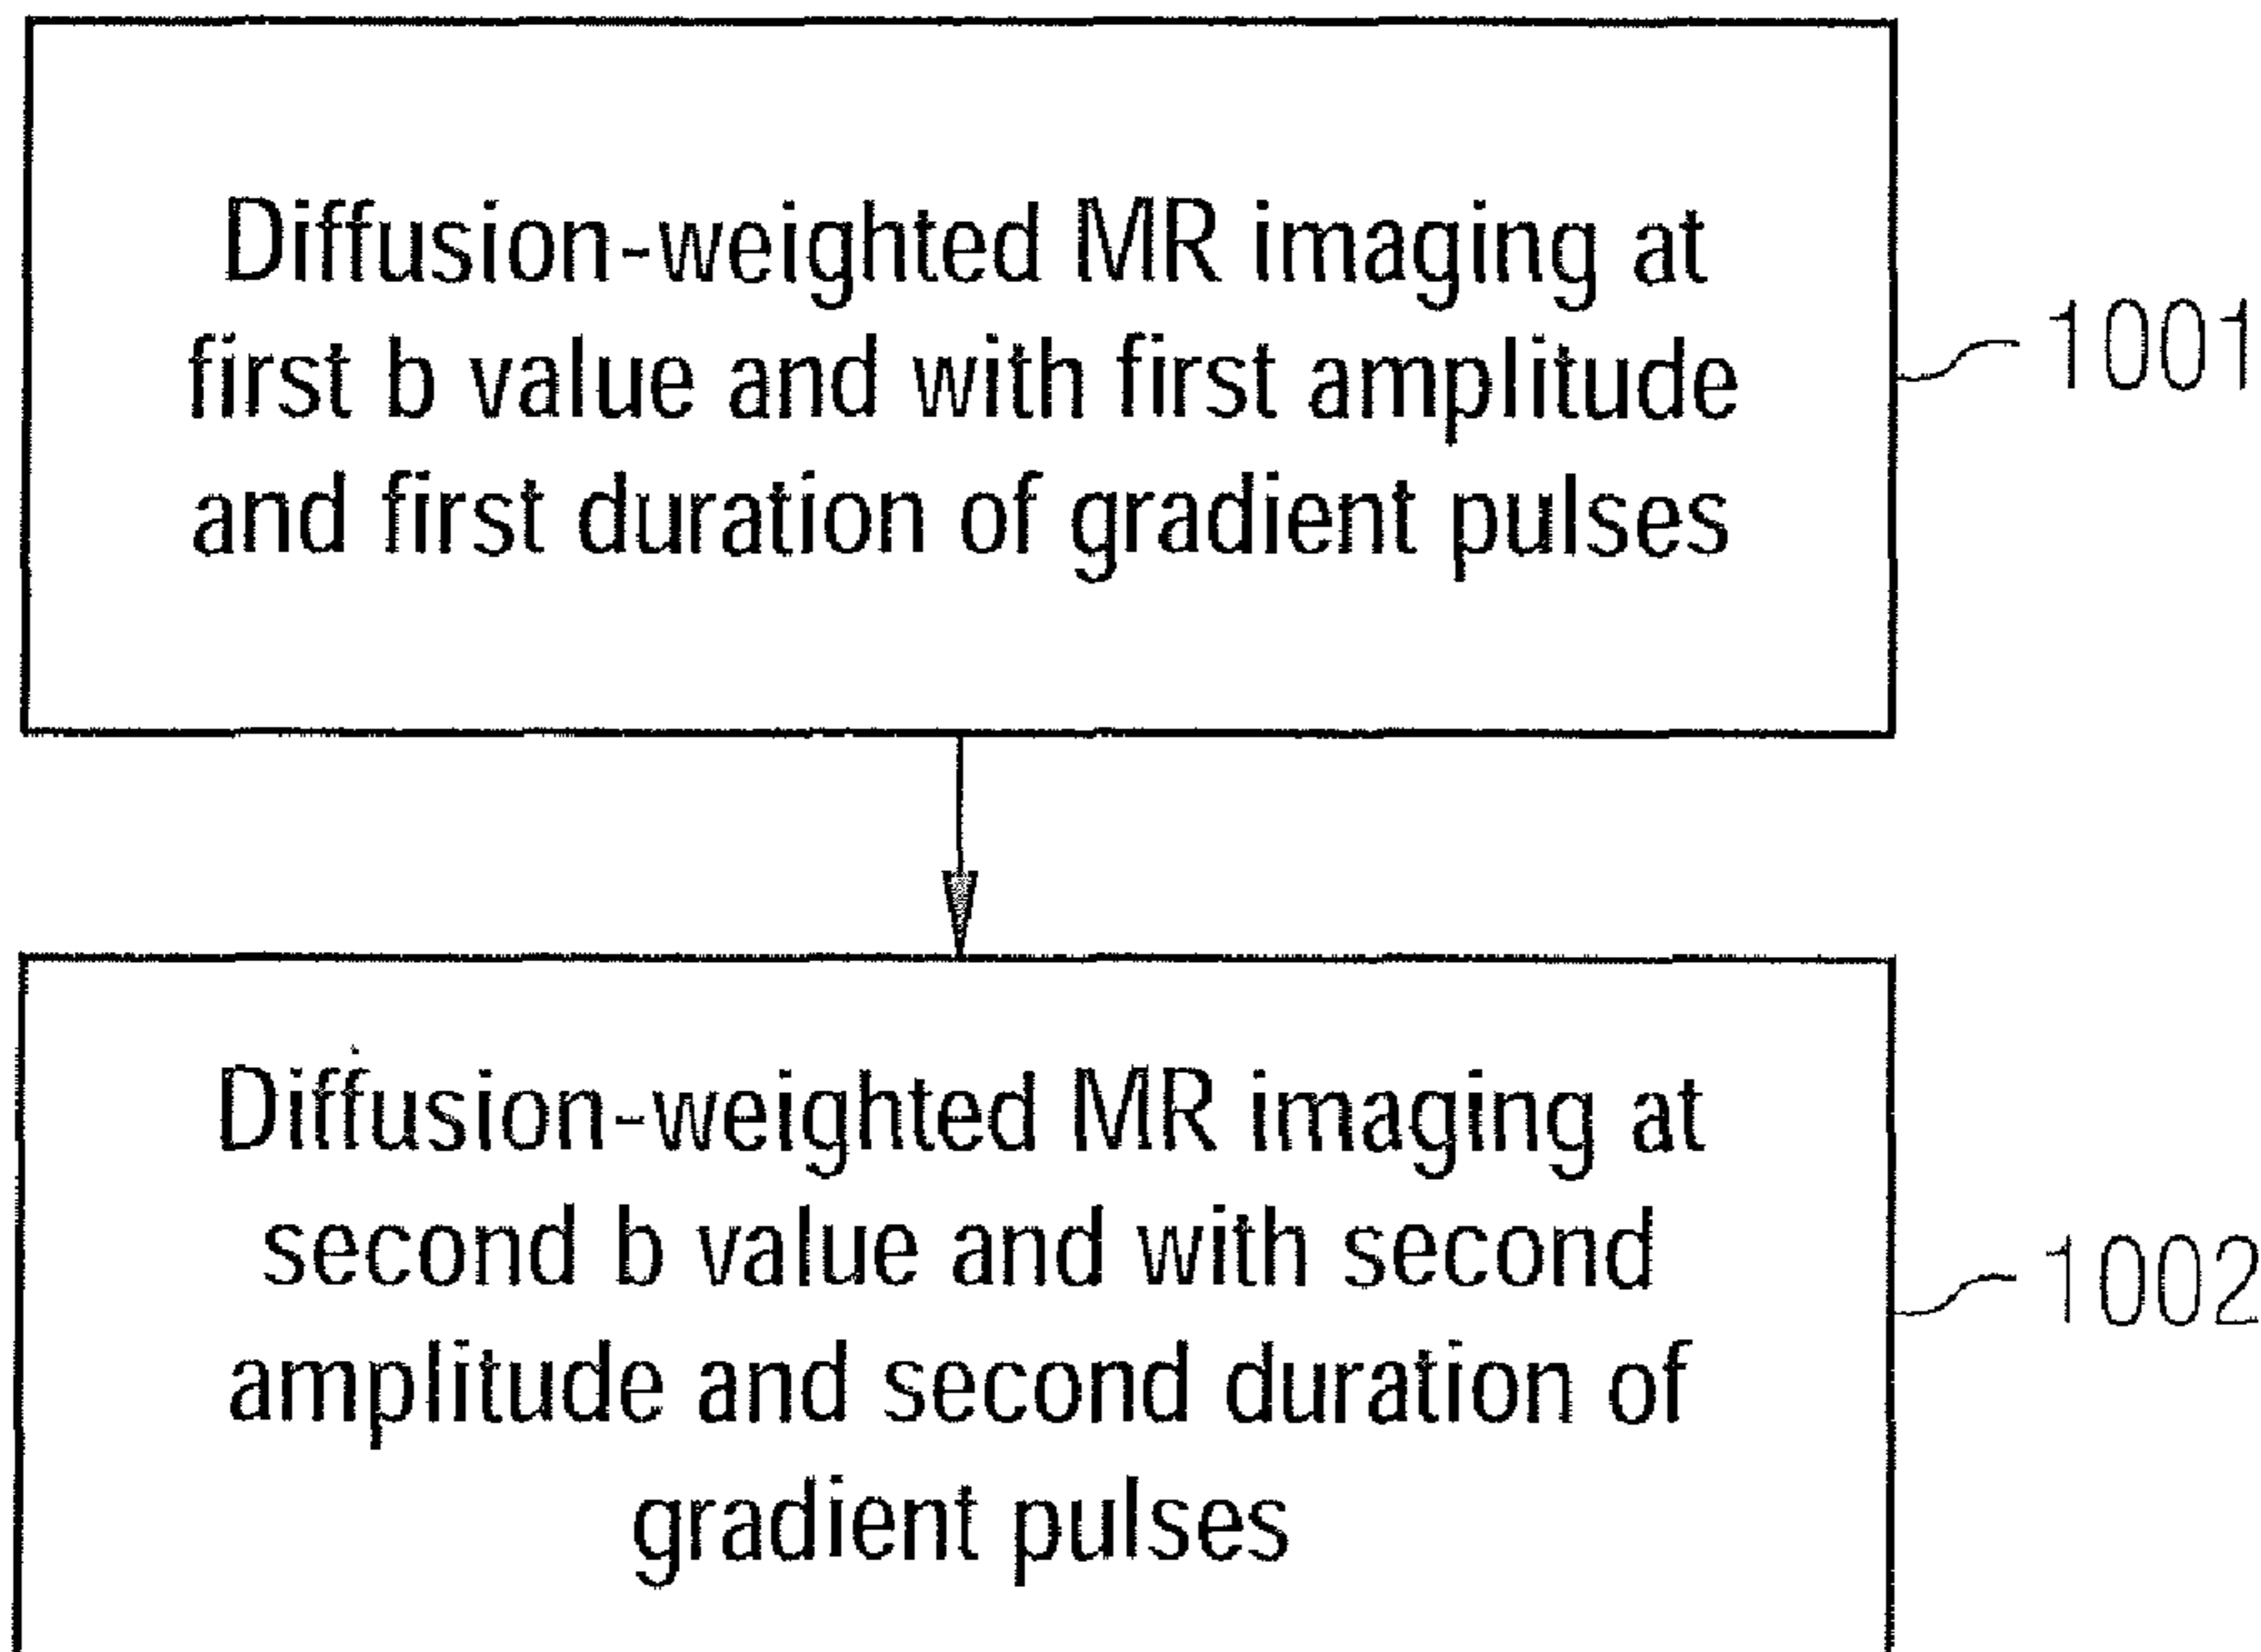 Diffusion-weighted MR imaging at
first b value and with first amplitude
and first duration of gradient pulses
1001
Diffusion-weighted MR imaging at
second b value and with second
amplitude and second duration of
gradient pulses
1002